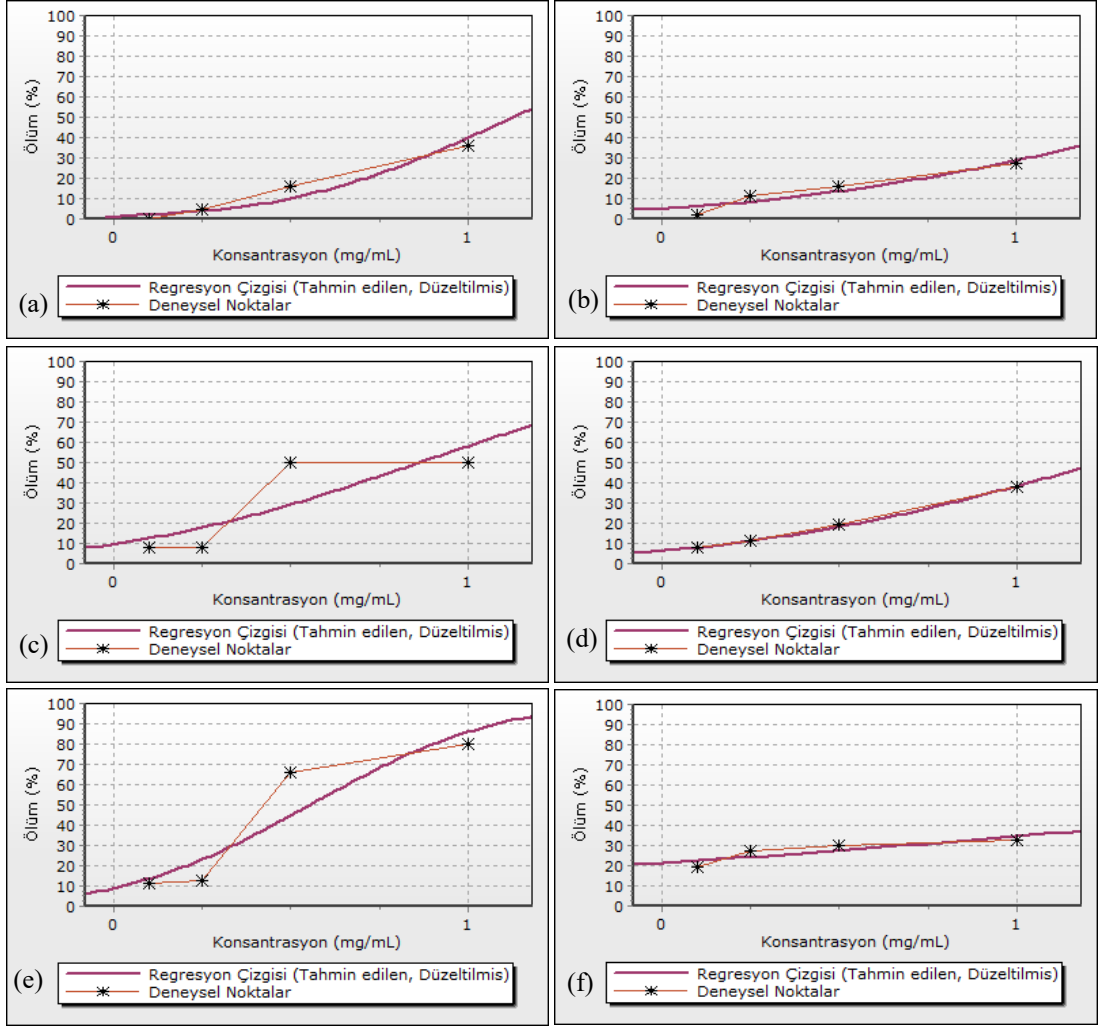 100
90
80
70
60
50
40
30
20
10
0
Ölüm (%)
0 1
Konsantrasyon (mg/mL)
(a)
Regresyon Çizgisi (Tahmin edilen, Düzeltilmis)
Deneysel Noktalar
100
90
80
70
60
50
40
30
20
10
0
Ölüm (%)
0 1
Konsantrasyon (mg/mL)
(b)
Regresyon Çizgisi (Tahmin edilen, Düzeltilmis)
Deneysel Noktalar
100
90
80
70
60
50
40
30
20
10
0
Ölüm (%)
0 1
Konsantrasyon (mg/mL)
(c)
Regresyon Çizgisi (Tahmin edilen, Düzeltilmis)
Deneysel Noktalar
100
90
80
70
60
50
40
30
20
10
0
Ölüm (%)
0 1
Konsantrasyon (mg/mL)
(d)
Regresyon Çizgisi (Tahmin edilen, Düzeltilmis)
Deneysel Noktalar
100
90
80
70
60
50
40
30
20
10
0
Ölüm (%)
0 1
Konsantrasyon (mg/mL)
(e)
Regresyon Çizgisi (Tahmin edilen, Düzeltilmis)
Deneysel Noktalar
100
90
80
70
60
50
40
30
20
10
0
Ölüm (%)
0 1
Konsantrasyon (mg/mL)
(f)
Regresyon Çizgisi (Tahmin edilen, Düzeltilmis)
Deneysel Noktalar